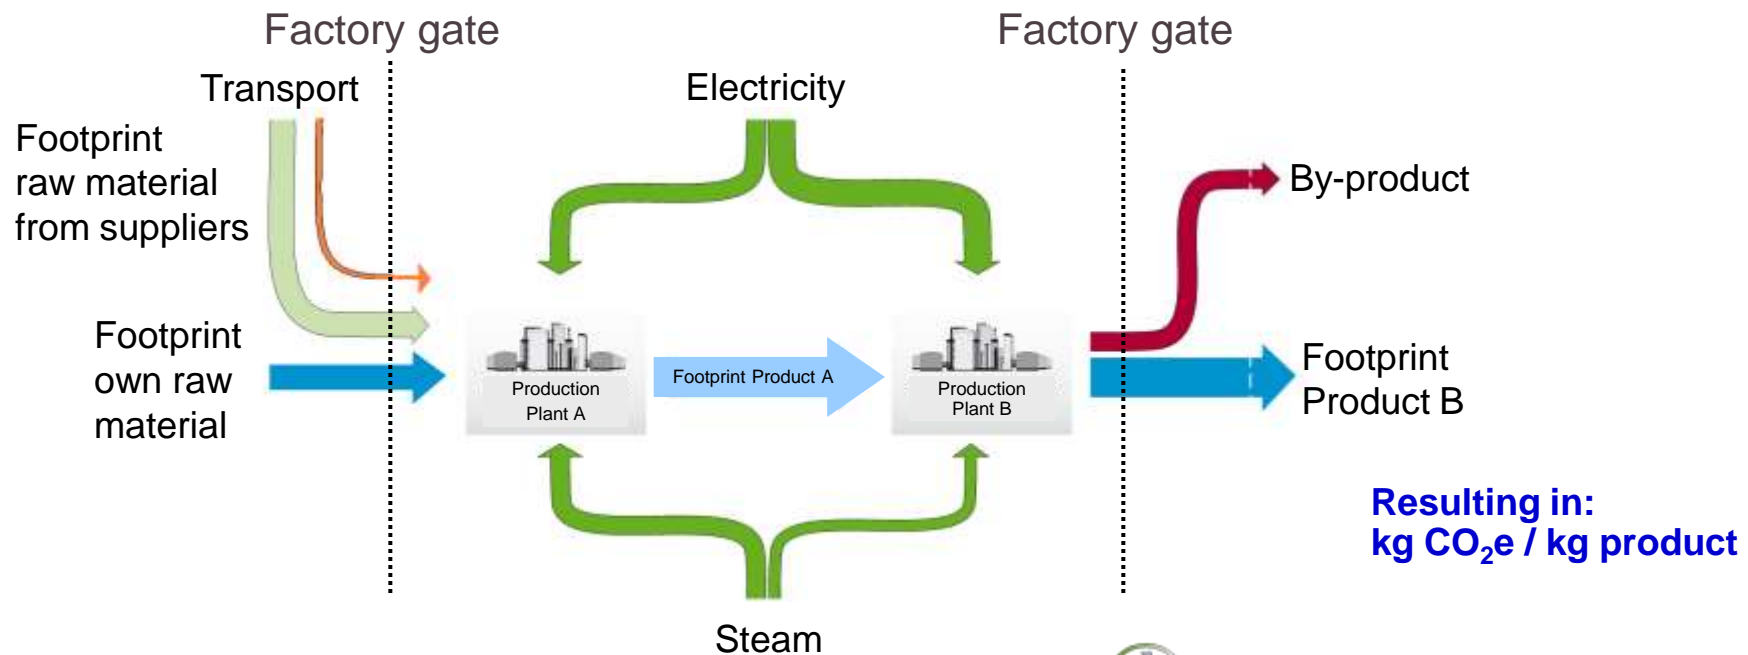 Factory gate
Factory gate
Transport
Electricity
Footprint
raw material
from suppliers
By-product
Footprint
own raw
material
Production
Plant A
Footprint Product A
Production
Plant B
Footprint
Product B
Resulting in:
kg CO₂e / kg product
Steam